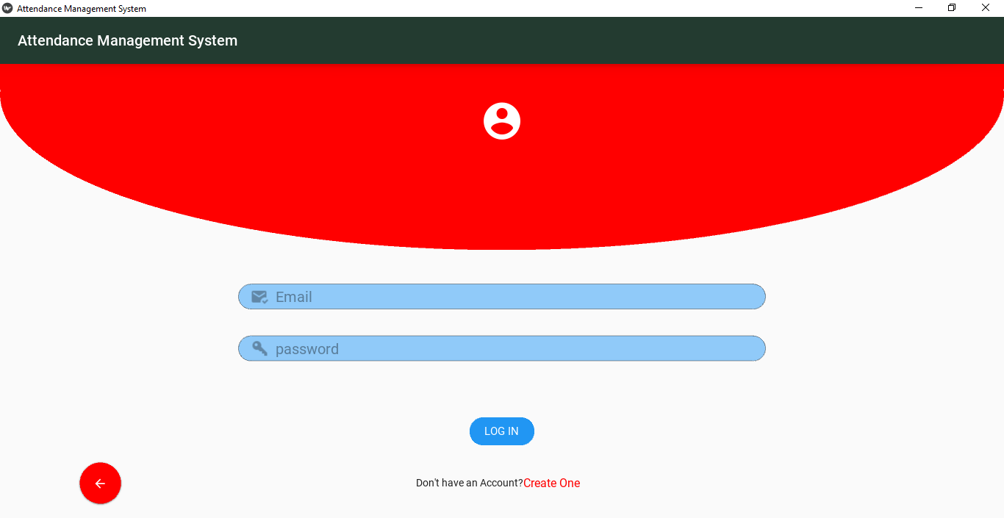 Attendance Management System
Attendance Management System
Email
password
LOG IN
Don't have an Account?Create One